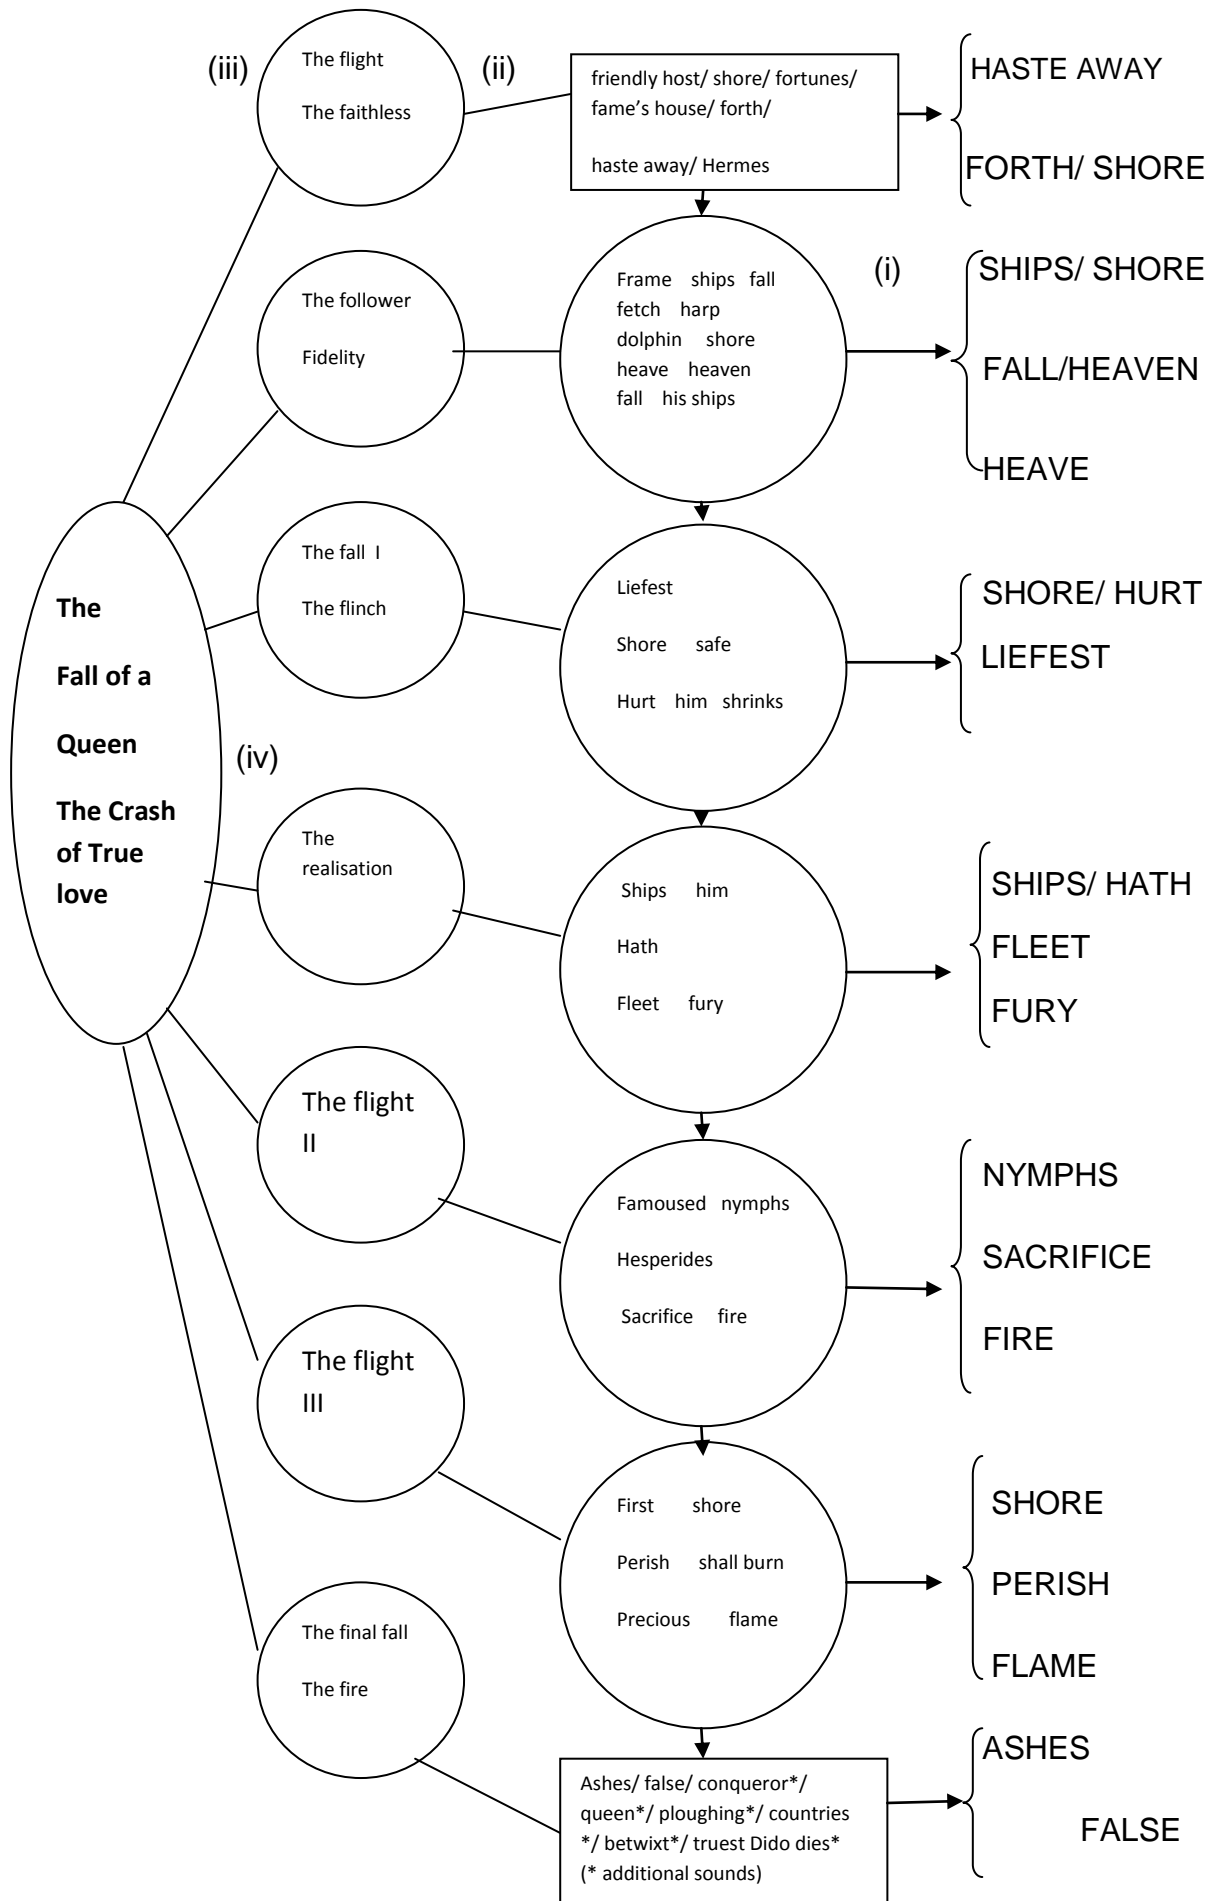 (iii)
The flight
The faithless
(ii)
friendly host/ shore/ fortunes/
fame's house/ forth/
haste away/ Hermes
HASTE AWAY
FORTH/ SHORE
The follower
Fidelity
Frame ships fall
fetch harp
dolphin shore
heave heaven
fall his ships
(i)
SHIPS/ SHORE
FALL/HEAVEN
HEAVE
The fall I
The flinch
Liefest
Shore safe
Hurt him shrinks
SHORE/ HURT
LIEFEST
The
Fall of a
Queen
The Crash
of True
love
(iv)
The
realisation
Ships him
Hath
Fleet fury
SHIPS/ HATH
FLEET
FURY
The flight
II
Famoused nymphs
Hesperides
Sacrifice fire
NYMPHS
SACRIFICE
FIRE
The flight
III
First shore
Perish shall burn
Precious flame
SHORE
PERISH
FLAME
The final fall
The fire
Ashes/ false/ conqueror*/
queen*/ ploughing*/ countries
*/ betwixt*/ truest Dido dies*
(* additional sounds)
ASHES
FALSE